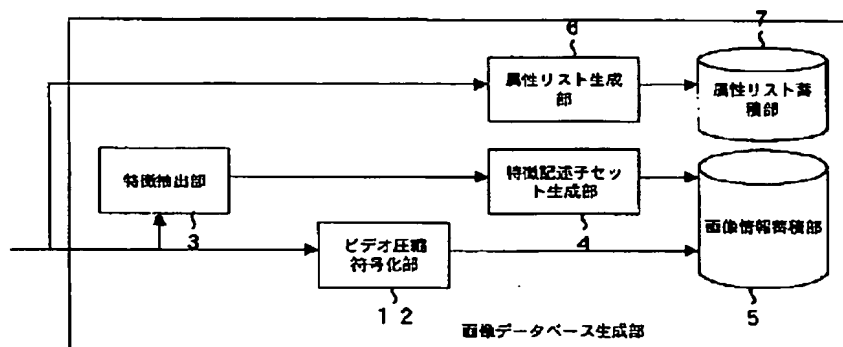 6
7
属性リスト生成
部
属性リスト蓄
積部
特徴抽出部
特徴記述子セッ
ト生成部
3
ビデオ圧縮
符号化部
4
画像情報蓄積部
12
画像データベース生成部
5